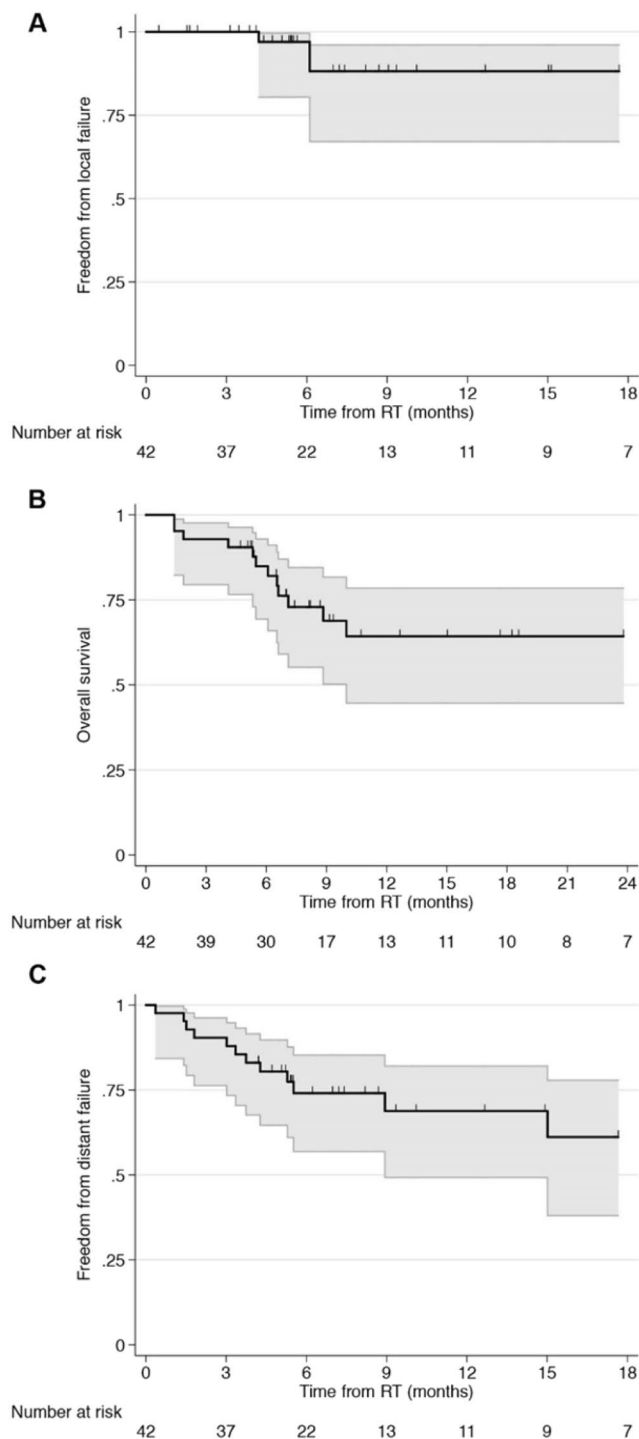 A
Freedom from local failure
1
.75
.5
.25
0
0 3 6 9 12 15 18
Time from RT (months)
Number at risk
42 37 22 13 11 9 7
B
Overall survival
1
.75
.5
.25
0
0 3 6 9 12 15 18 21 24
Time from RT (months)
Number at risk
42 39 30 17 13 11 10 8 7
C
Freedom from distant failure
1
.75
.5
.25
0
0 3 6 9 12 15 18
Time from RT (months)
Number at risk
42 37 22 13 11 9 7